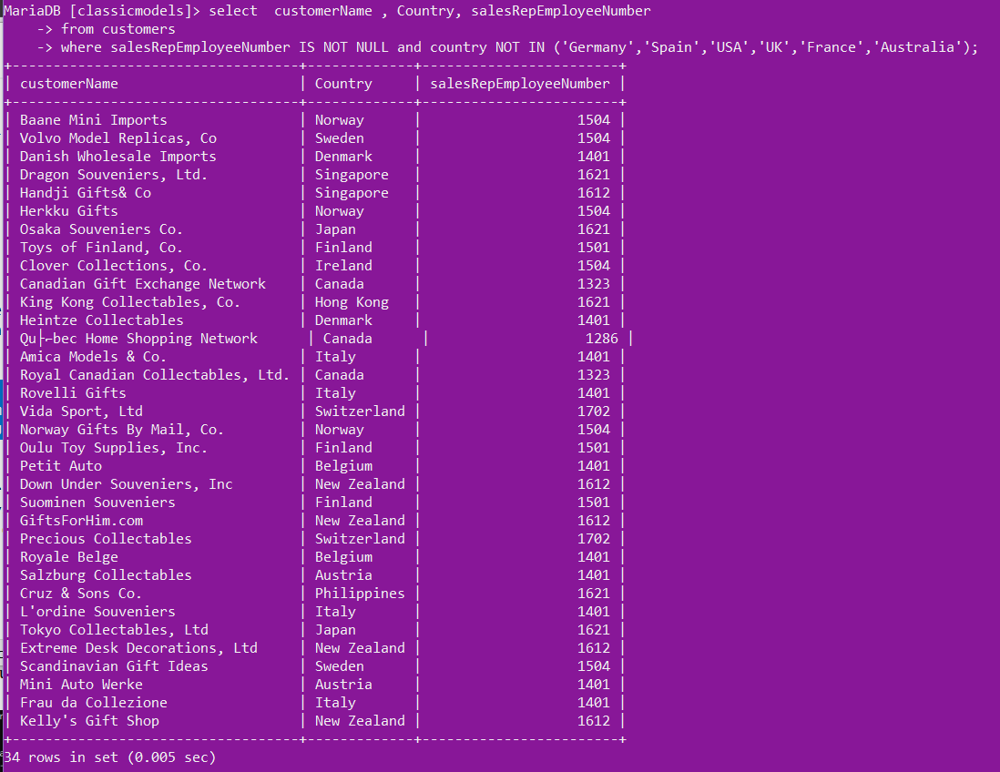 MariaDB [classicmodels]> select  customerName , Country, salesRepEmployeeNumber
    -> from customers
    -> where salesRepEmployeeNumber IS NOT NULL and country NOT IN ('Germany','Spain','USA','UK','France','Australia');
+-----------------------------------+-------------+------------------------+
| customerName                      | Country     | salesRepEmployeeNumber |
+-----------------------------------+-------------+------------------------+
| Baane Mini Imports                | Norway      |                   1504 |
| Volvo Model Replicas, Co          | Sweden      |                   1504 |
| Danish Wholesale Imports          | Denmark     |                   1401 |
| Dragon Souveniers, Ltd.           | Singapore   |                   1621 |
| Handji Gifts& Co                  | Singapore   |                   1612 |
| Herkku Gifts                      | Norway      |                   1504 |
| Osaka Souveniers Co.              | Japan       |                   1621 |
| Toys of Finland, Co.              | Finland     |                   1501 |
| Clover Collections, Co.           | Ireland     |                   1504 |
| Canadian Gift Exchange Network    | Canada      |                   1323 |
| King Kong Collectables, Co.       | Hong Kong   |                   1621 |
| Heintze Collectables              | Denmark     |                   1401 |
| Qu├⌐bec Home Shopping Network      | Canada      |                   1286 |
| Amica Models & Co.                | Italy       |                   1401 |
| Royal Canadian Collectables, Ltd. | Canada      |                   1323 |
| Rovelli Gifts                     | Italy       |                   1401 |
| Vida Sport, Ltd                   | Switzerland |                   1702 |
| Norway Gifts By Mail, Co.         | Norway      |                   1504 |
| Oulu Toy Supplies, Inc.           | Finland     |                   1501 |
| Petit Auto                        | Belgium     |                   1401 |
| Down Under Souveniers, Inc        | New Zealand |                   1612 |
| Suominen Souveniers               | Finland     |                   1501 |
| GiftsForHim.com                   | New Zealand |                   1612 |
| Precious Collectables             | Switzerland |                   1702 |
| Royale Belge                      | Belgium     |                   1401 |
| Salzburg Collectables             | Austria     |                   1401 |
| Cruz & Sons Co.                   | Philippines |                   1621 |
| L'ordine Souveniers               | Italy       |                   1401 |
| Tokyo Collectables, Ltd           | Japan       |                   1621 |
| Extreme Desk Decorations, Ltd     | New Zealand |                   1612 |
| Scandinavian Gift Ideas           | Sweden      |                   1504 |
| Mini Auto Werke                   | Austria     |                   1401 |
| Frau da Collezione                | Italy       |                   1401 |
| Kelly's Gift Shop                 | New Zealand |                   1612 |
+-----------------------------------+-------------+------------------------+
34 rows in set (0.005 sec)